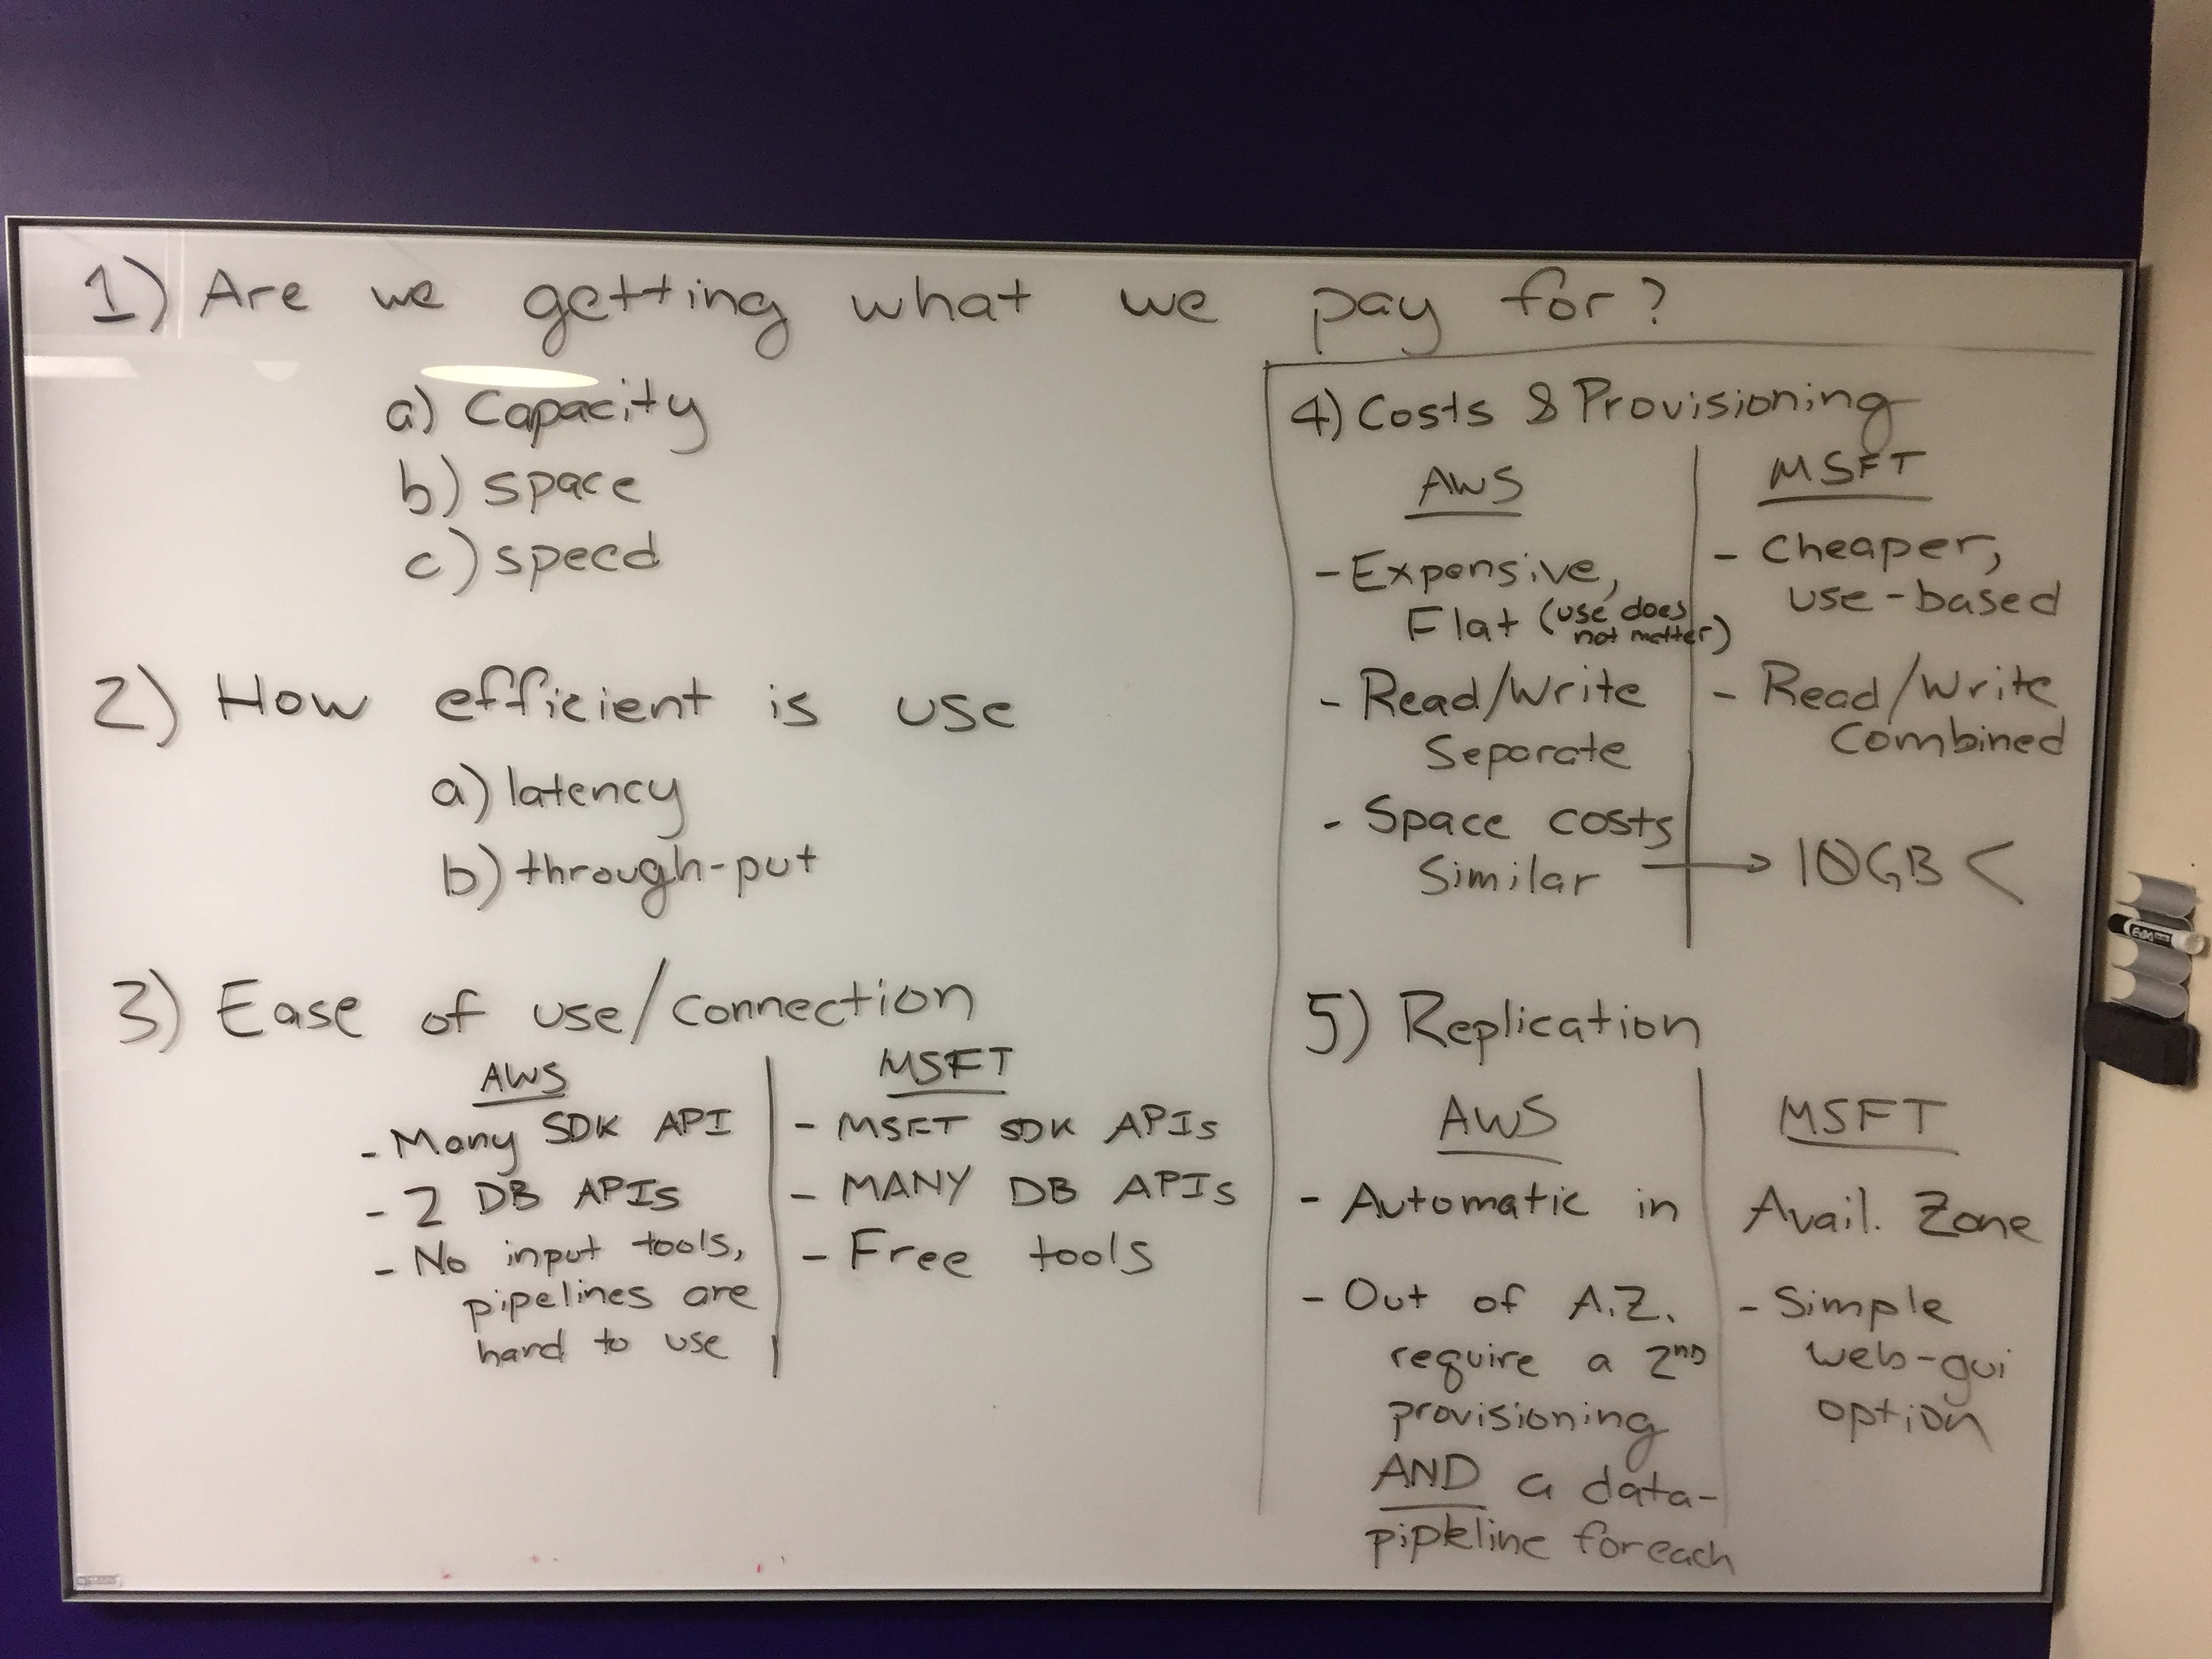 1) Are we getting what we pay for?
a) Capacity
b) space
c) speed
2) How efficient is use
a) latency
b) through-put
3) Ease of use/connection
AWS
- Many SDK API
- 2 DB APIs
- No input tools,
pipelines are
hard to use
MSFT
- MSFT SDK APIs
- MANY DB APIs
- Free tools
4) Costs & Provisioning
AWS
- Expensive,
Flat (use does
not matter)
- Read/Write
Separate
- Space costs
Similar
MSFT
- Cheaper,
use-based
- Read/Write
Combined
→ 10GB <
5) Replication
AWS
MSFT
- Automatic in Avail. Zone
- Out of A.Z.
require a 2ND
provisioning
AND a data-
pipeline foreach
- Simple
web-gui
option